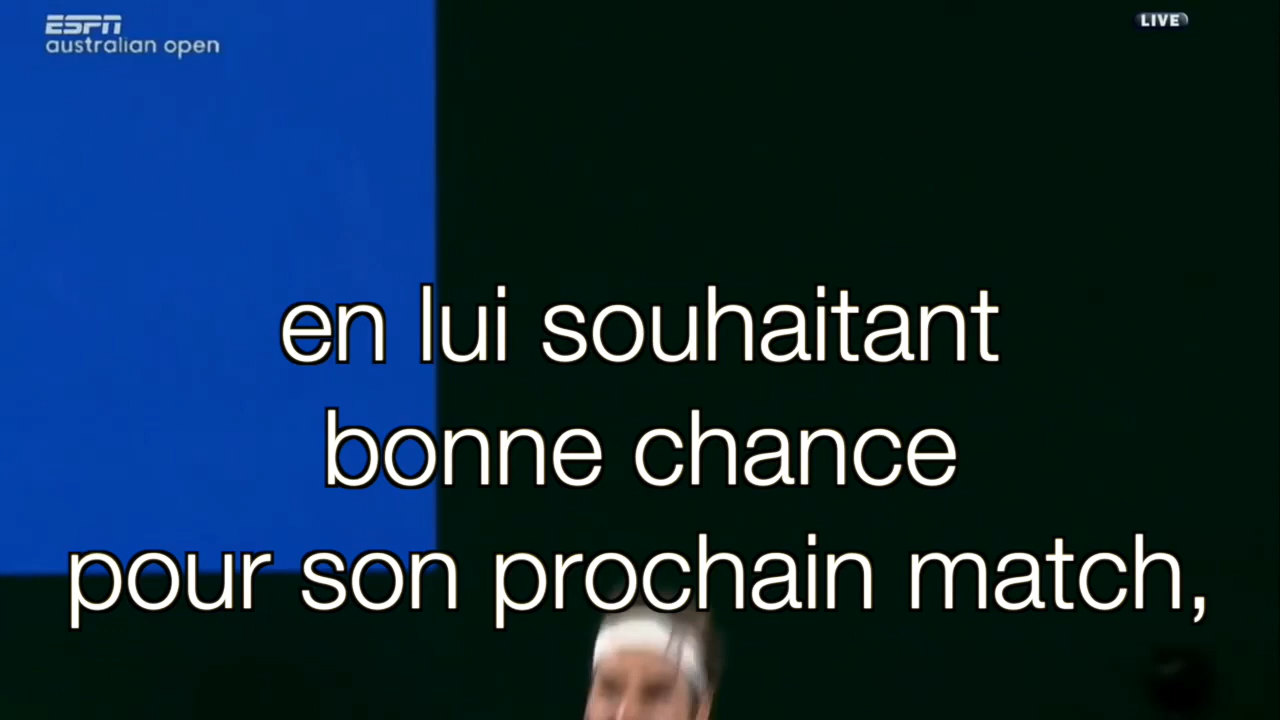 ESPN
australian open
LIVE
en lui souhaitant
bonne chance
pour son prochain match,